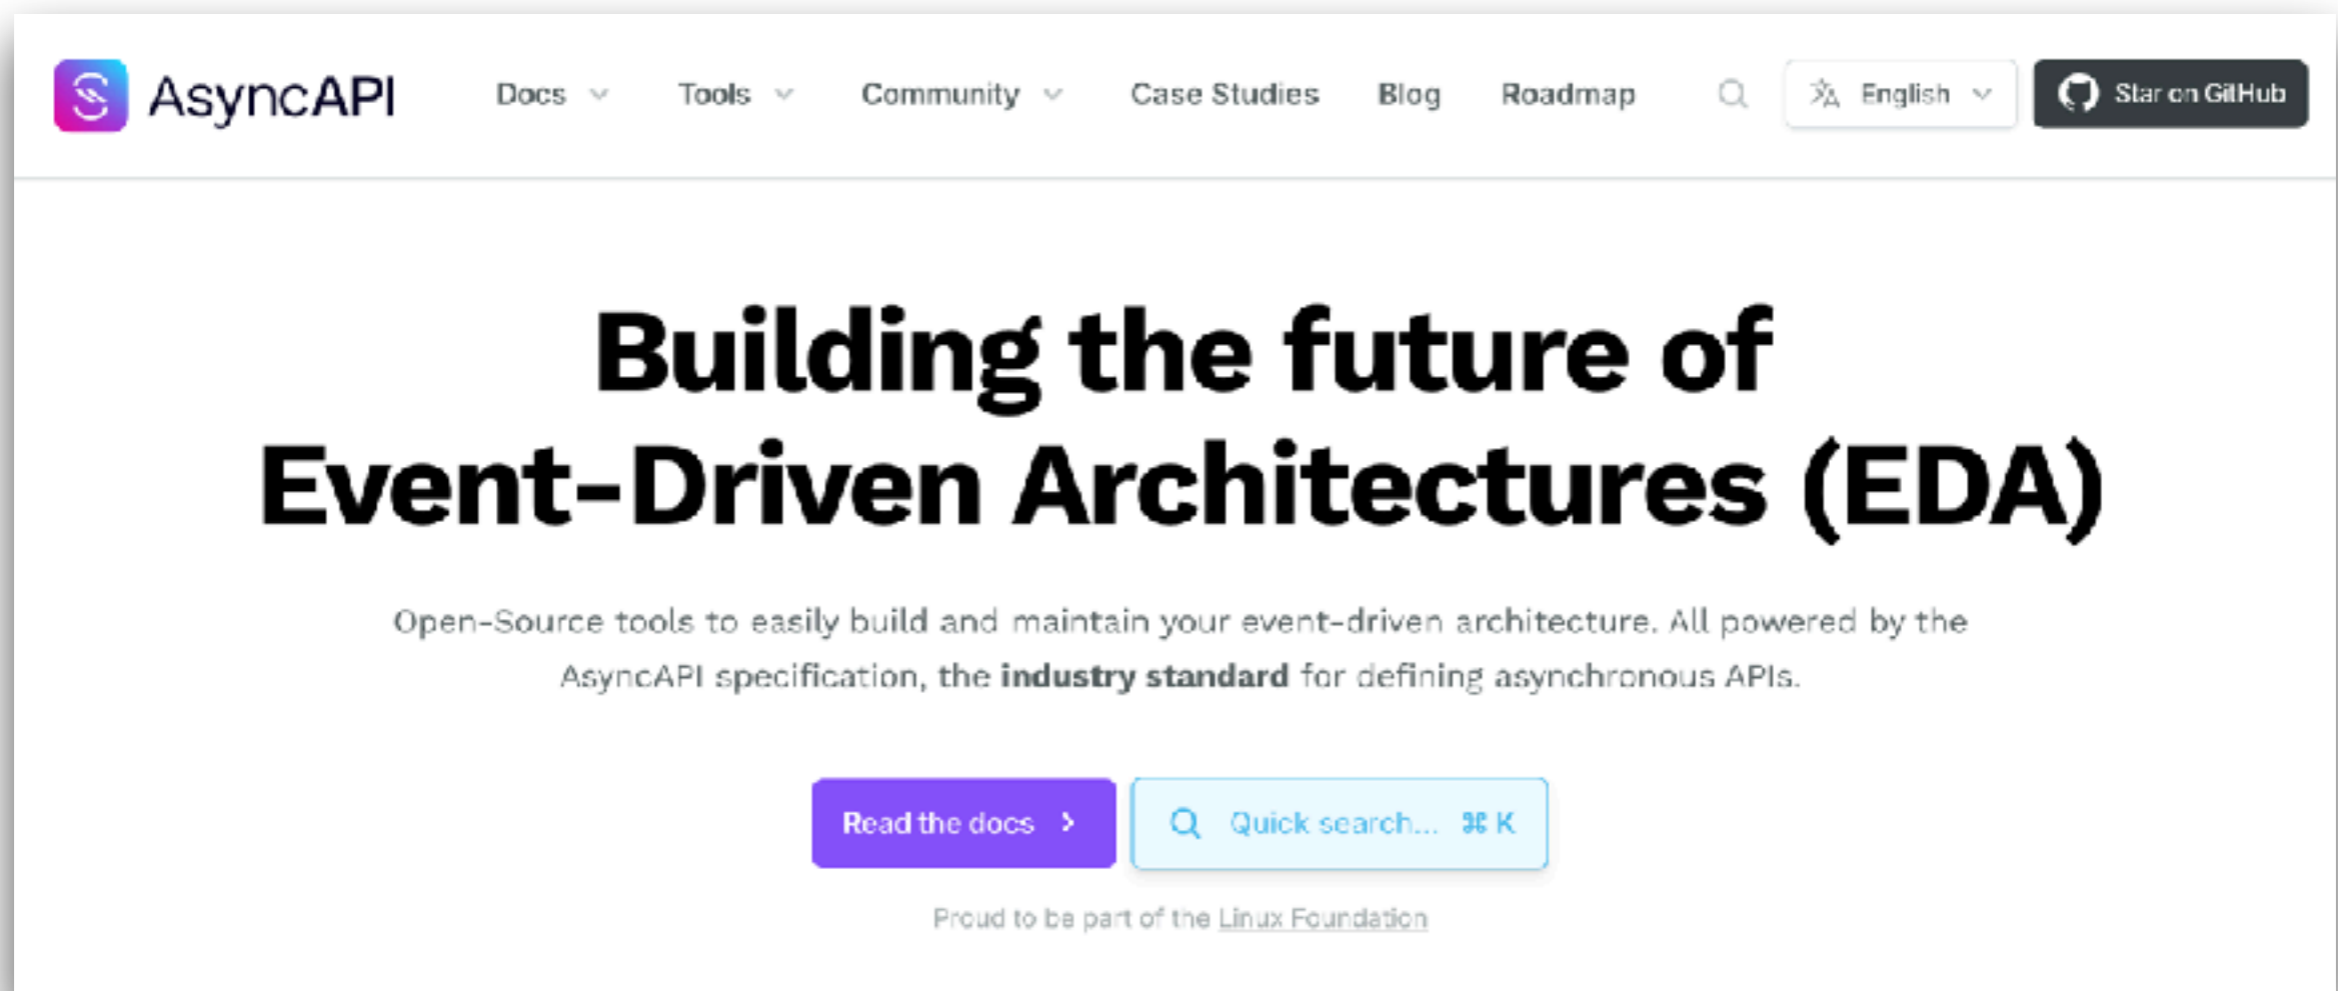 AsyncAPI Docs Tools Community Case Studies Blog Roadmap English Star on GitHub
Building the future of
Event-Driven Architectures (EDA)
Open-Source tools to easily build and maintain your event-driven architecture. All powered by the
AsyncAPI specification, the industry standard for defining asynchronous APIs.
Read the docs Quick search... ⌘ K
Proud to be part of the Linux Foundation